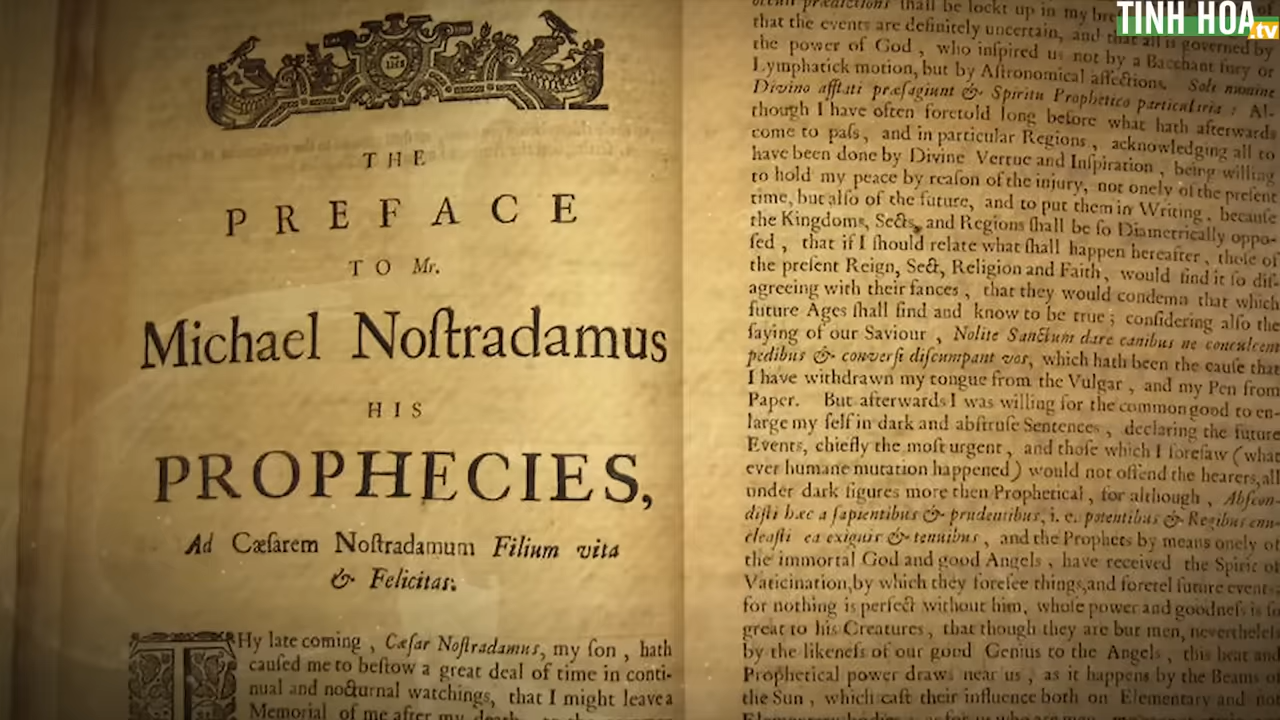 TINH HOA
.tv
THE
PREFACE
TO Mr.
Michael Noſtradamus
HIS
PROPHECIES,
Ad Cæſarem Noſtradamum Filium vita
& Felicitas.
THy late coming , Cæſar Noſtradamus, my ſon , hath
cauſed me to beſtow a great deal of time in conti-
nual and nocturnal watchings, that I might leave a
Memorial of me after my death
prædictions ſhall be lockt up in my
that the events are definitely uncertain, and that all is governed by
the power of God , who inſpired us not by a Bacchant fury or
Lymphatick motion, but by Aſtronomical aſſections. Soli numine
Divino afflati præſagiunt & Spiritu Prophetico particularia : Al-
though I have often foretold long before what hath afterwards
come to paſs, and in particular Regions , acknowledging all to
have been done by Divine Vertue and Inſpiration , being willing
to hold my peace by reaſon of the injury, not onely of the preſent
time, but alſo of the future, and to put them in Writing , becauſe
the Kingdoms, Sects, and Regions ſhall be ſo Diametrically oppo-
ſed , that if I ſhould relate what ſhall happen hereafter , thoſe of
the preſent Reign, Sect, Religion and Faith, would find it ſo diſ-
agreeing with their fances , that they would condemn that which
future Ages ſhall find and know to be true ; conſidering alſo the
ſaying of our Saviour , Nolite Sanctum dare canibus ne conculcent
pedibus & converſi diſcumpant vos, which hath been the cauſe that
I have withdrawn my tongue from the Vulgar , and my Pen from
Paper. But afterwards I was willing for the common good to en-
large my ſelf in dark and abſtruſe Sentences , declaring the future
Events, chiefly the moſt urgent , and thoſe which I foreſaw (what
ever humane mutation happened) would not offend the hearers, all
under dark figures more then Prophetical , for although , Abſcon-
diſti hæc a ſapientibus & prudentibus, i. e. potentibus & Regibus enu-
cleaſti ea exiguis & tenuibus , and the Prophets by means onely of
the immortal God and good Angels , have received the Spirit of
Vaticination, by which they foreſee things, and foretel future events,
for nothing is perfect without him, whoſe power and goodneſs is ſo
great to his Creatures , that though they are but men, nevertheleſs
by the likeneſs of our good Genius to the Angels , this heat and
Prophetical power draws near us , as it happens by the Beams of
the Sun , which caſt their influence both on Elementary and not